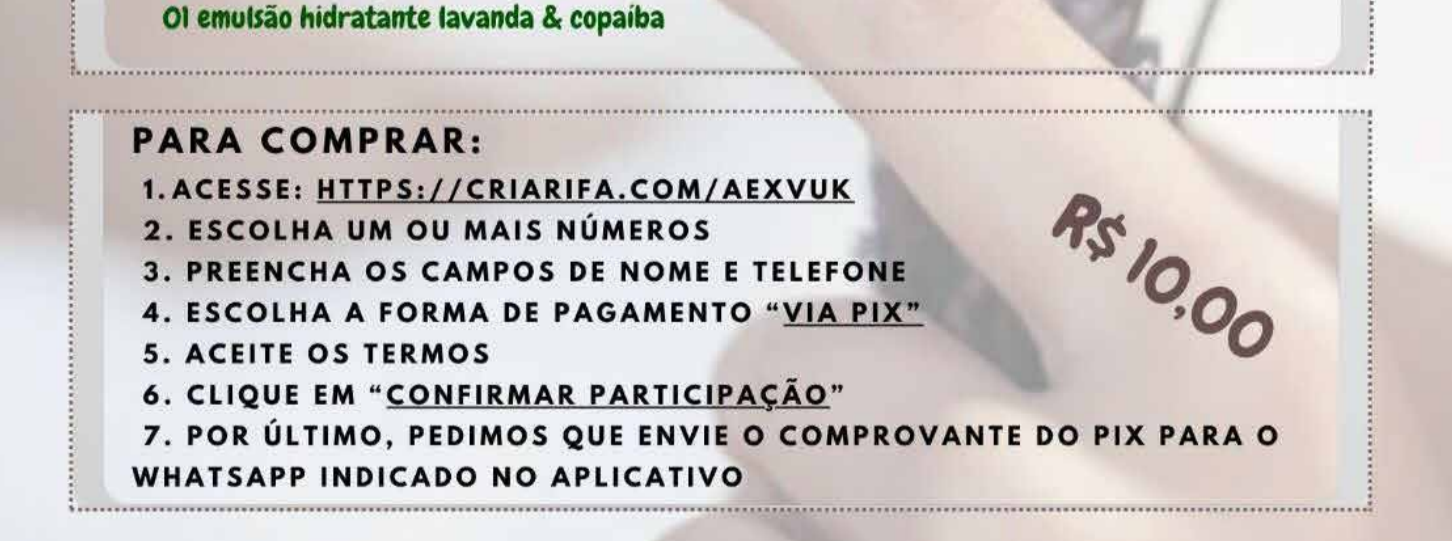 01 emulsão hidratante lavanda & copaíba
PARA COMPRAR:
1. ACESSE: HTTPS://CRIARIFA.COM/AEXVUK
2. ESCOLHA UM OU MAIS NÚMEROS
3. PREENCHA OS CAMPOS DE NOME E TELEFONE
4. ESCOLHA A FORMA DE PAGAMENTO “VIA PIX”
5. ACEITE OS TERMOS
6. CLIQUE EM “CONFIRMAR PARTICIPAÇÃO”
7. POR ÚLTIMO, PEDIMOS QUE ENVIE O COMPROVANTE DO PIX PARA O
WHATSAPP INDICADO NO APLICATIVO
R$ 10,00